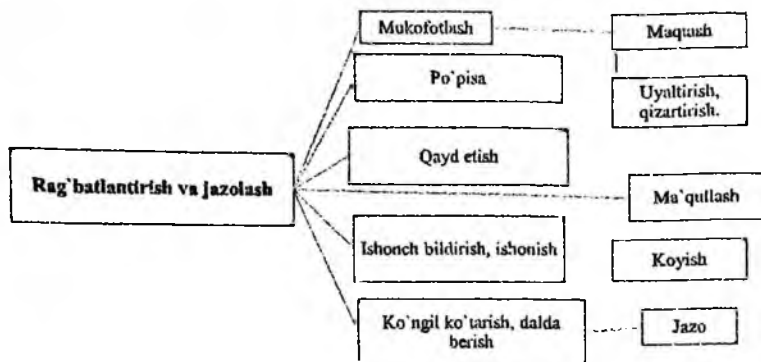 Mukofotlash
Maqtash
Po`pisa
Uyaltirish,
qizartirish.
Qayd etish
Rag`batlantirish va jazolash
Ma`qullash
Ishonch bildirish, ishonish
Koyish
Ko`ngil ko`tarish, dalda
berish
Jazo